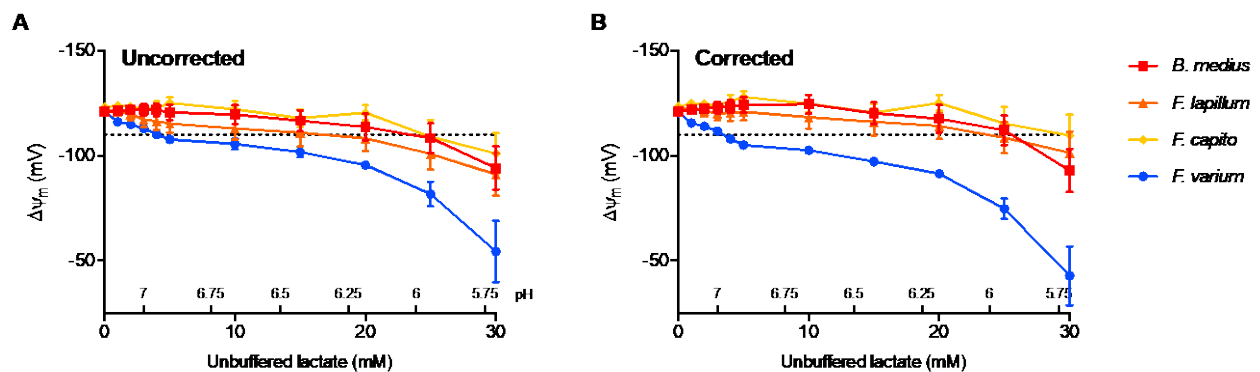 A
Uncorrected
-150
-100
-50
Δψm (mV)
7 6.75 6.5 6.25 6 5.75 pH
0 10 20 30
Unbuffered lactate (mM)
B
Corrected
-150
-100
-50
Δψm (mV)
7 6.75 6.5 6.25 6 5.75
0 10 20 30
Unbuffered lactate (mM)
B. medius
F. lapillum
F. capito
F. varium